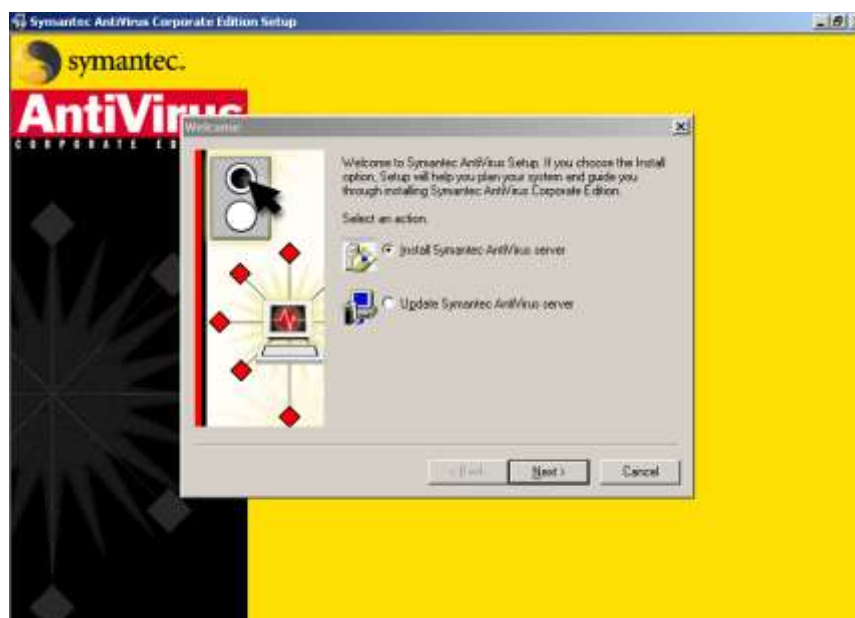 Symantec AntiVirus Corporate Edition Setup
symantec.
AntiVirus
CORPORATE ED
Welcome
Welcome to Symantec AntiVirus Setup. If you choose the Install
option, Setup will help you plan your system and guide you
through installing Symantec AntiVirus Corporate Edition.
Select an action.
Install Symantec AntiVirus server
Update Symantec AntiVirus server
< Back
Next >
Cancel